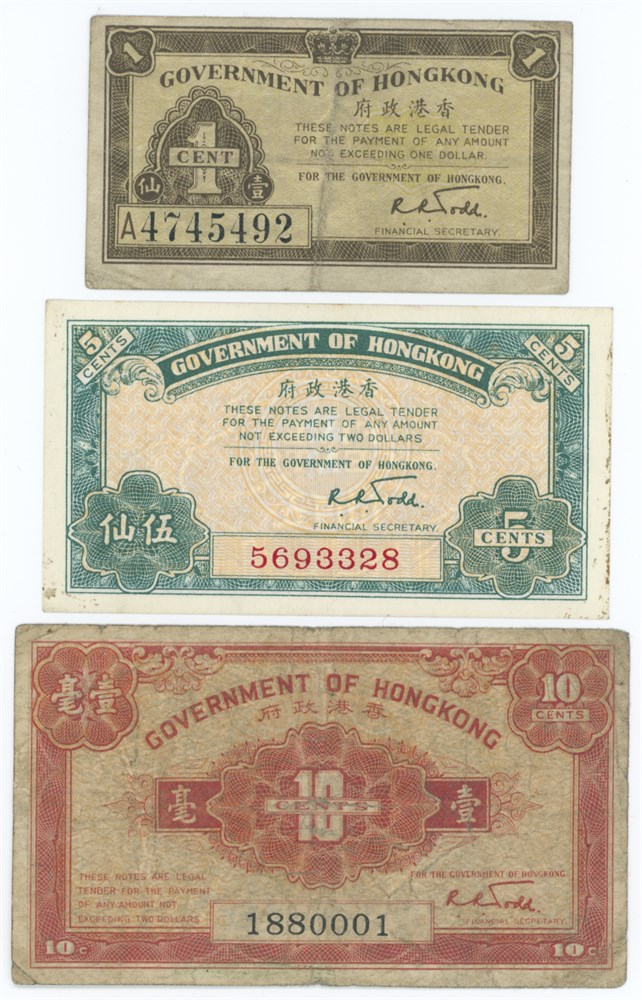 1 1
GOVERNMENT OF HONGKONG
府政港香
THESE NOTES ARE LEGAL TENDER
FOR THE PAYMENT OF ANY AMOUNT
NOT EXCEEDING ONE DOLLAR.
FOR THE GOVERNMENT OF HONGKONG.
1
CENT
仙 壹
R.R. Todd.
A4745492
FINANCIAL SECRETARY.
5 CENTS 5 CENTS
GOVERNMENT OF HONGKONG
府政港香
THESE NOTES ARE LEGAL TENDER
FOR THE PAYMENT OF ANY AMOUNT
NOT EXCEEDING TWO DOLLARS
FOR THE GOVERNMENT OF HONGKONG.
R.R. Todd.
FINANCIAL SECRETARY.
仙伍
5 CENTS
5693328
毫壹
10
CENTS
GOVERNMENT OF HONGKONG
府政港香
毫 10 CENTS 壹
THESE NOTES ARE LEGAL
TENDER FOR THE PAYMENT
OF ANY AMOUNT NOT
EXCEEDING TWO DOLLARS
FOR THE GOVERNMENT OF HONGKONG.
R.R. Todd.
FINANCIAL SECRETARY.
1880001
10 C 10 C